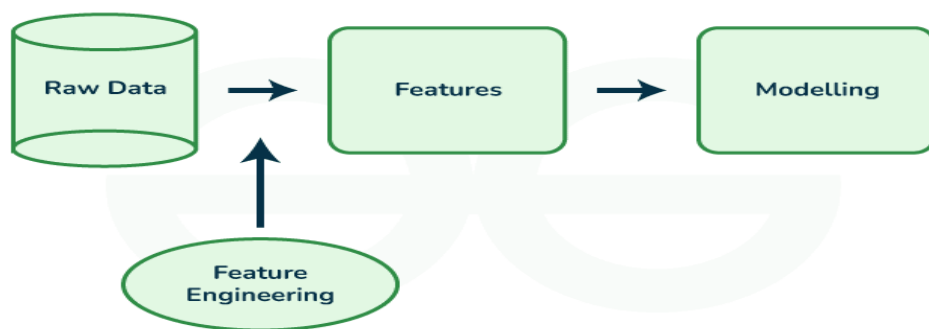 Raw Data
Features
Modelling
Feature
Engineering